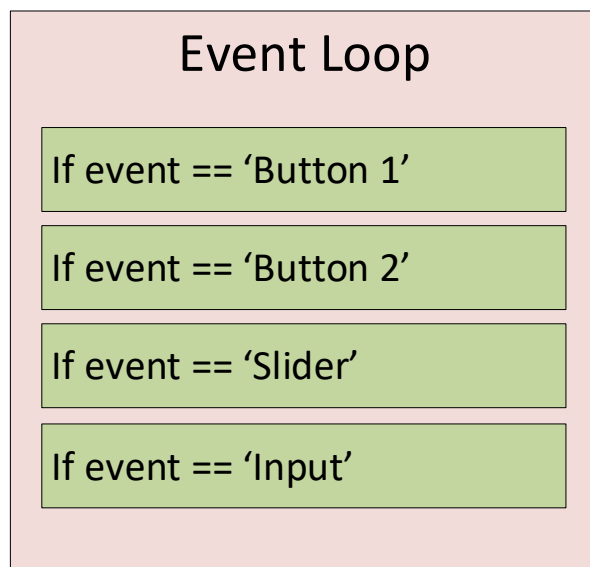 Event Loop
If event == ‘Button 1’
If event == ‘Button 2’
If event == ‘Slider’
If event == ‘Input’